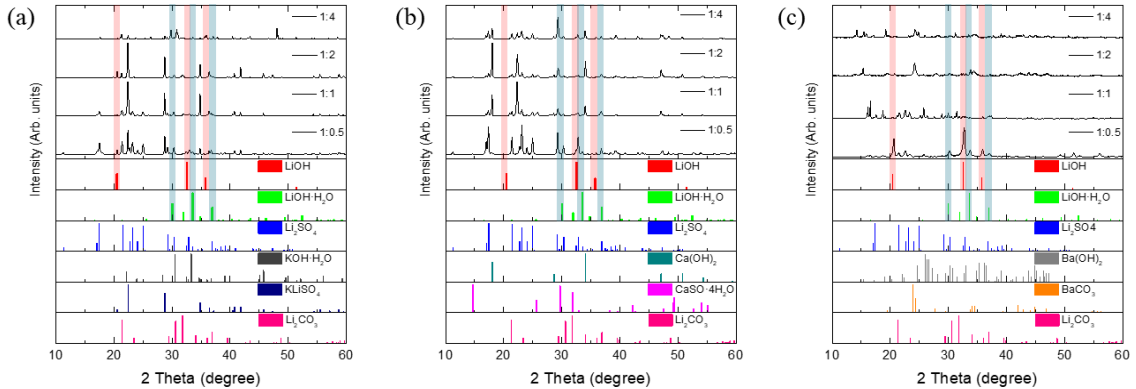 (a)
1:4
1:2
1:1
1:0.5
LiOH
LiOH·H₂O
Li₂SO₄
KOH·H₂O
KLiSO₄
Li₂CO₃
10 20 30 40 50 60
2 Theta (degree)
Intensity (Arb. units)
(b)
1:4
1:2
1:1
1:0.5
LiOH
LiOH·H₂O
Li₂SO₄
Ca(OH)₂
CaSO·4H₂O
Li₂CO₃
10 20 30 40 50 60
2 Theta (degree)
Intensity (Arb. units)
(c)
1:4
1:2
1:1
1:0.5
LiOH
LiOH·H₂O
Li₂SO4
Ba(OH)₂
BaCO₃
Li₂CO₃
10 20 30 40 50 60
2 Theta (degree)
Intensity (Arb. units)